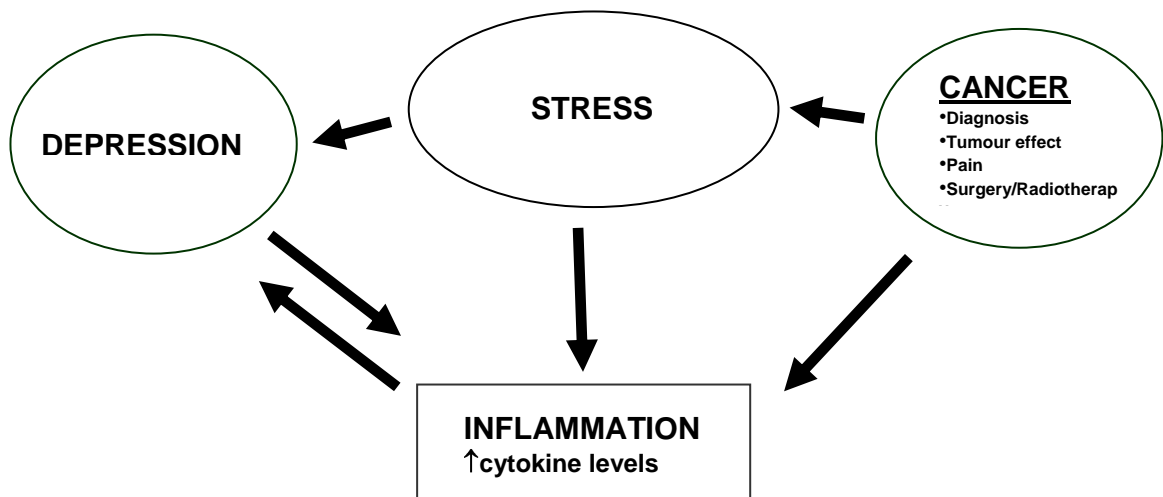 DEPRESSION
STRESS
CANCER
•Diagnosis
•Tumour effect
•Pain
•Surgery/Radiotherap
INFLAMMATION
↑cytokine levels